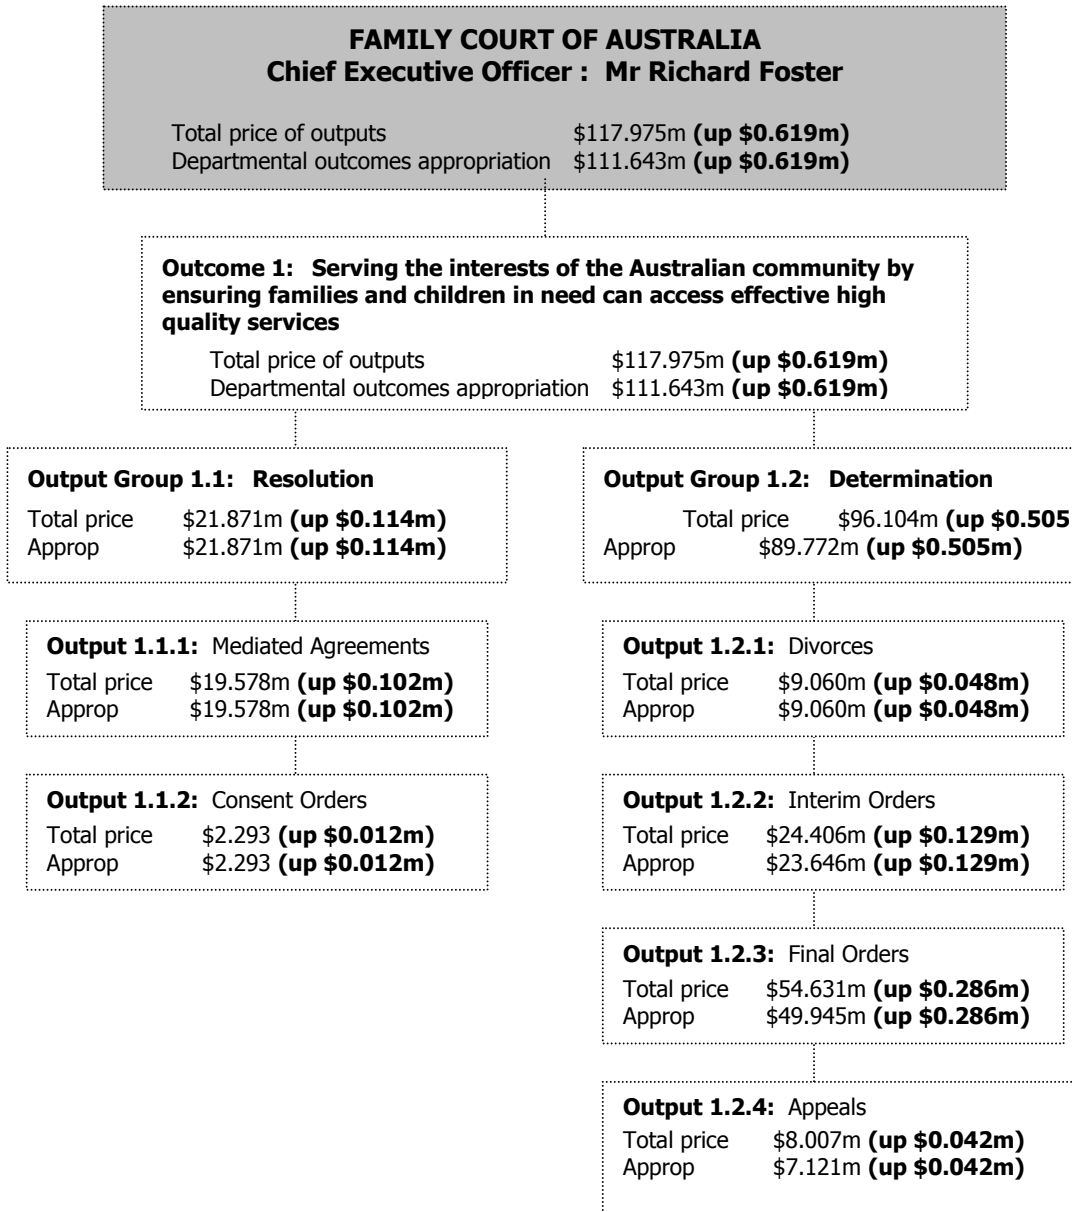 FAMILY COURT OF AUSTRALIA
Chief Executive Officer : Mr Richard Foster
Total price of outputs $117.975m (up $0.619m)
Departmental outcomes appropriation $111.643m (up $0.619m)
Outcome 1: Serving the interests of the Australian community by
ensuring families and children in need can access effective high
quality services
Total price of outputs $117.975m (up $0.619m)
Departmental outcomes appropriation $111.643m (up $0.619m)
Output Group 1.1: Resolution
Total price $21.871m (up $0.114m)
Approp $21.871m (up $0.114m)
Output Group 1.2: Determination
Total price $96.104m (up $0.505
Approp $89.772m (up $0.505m)
Output 1.1.1: Mediated Agreements
Total price $19.578m (up $0.102m)
Approp $19.578m (up $0.102m)
Output 1.2.1: Divorces
Total price $9.060m (up $0.048m)
Approp $9.060m (up $0.048m)
Output 1.1.2: Consent Orders
Total price $2.293 (up $0.012m)
Approp $2.293 (up $0.012m)
Output 1.2.2: Interim Orders
Total price $24.406m (up $0.129m)
Approp $23.646m (up $0.129m)
Output 1.2.3: Final Orders
Total price $54.631m (up $0.286m)
Approp $49.945m (up $0.286m)
Output 1.2.4: Appeals
Total price $8.007m (up $0.042m)
Approp $7.121m (up $0.042m)